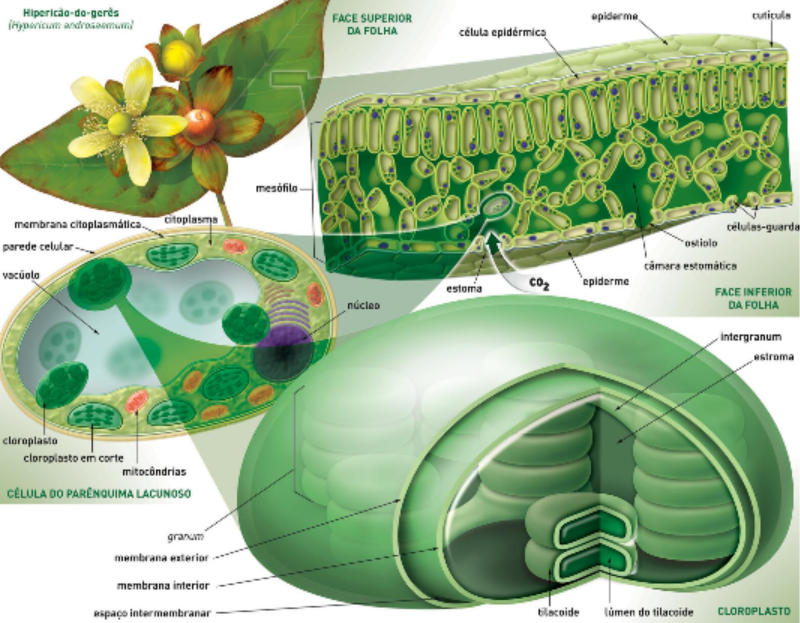 Hipericão-do-gerês
(Hypericum androsaemum)
FACE SUPERIOR
DA FOLHA
célula epidérmica
epiderme
cutícula
mesófilo
estoma
CO₂
epiderme
câmara estomática
ostíolo
células-guarda
FACE INFERIOR
DA FOLHA
membrana citoplasmática
citoplasma
parede celular
vacúolo
núcleo
cloroplasto
cloroplasto em corte
mitocôndrias
CÉLULA DO PARÊNQUIMA LACUNOSO
intergranum
estroma
granum
membrana exterior
membrana interior
espaço intermembranar
tilacoide
lúmen do tilacoide
CLOROPLASTO